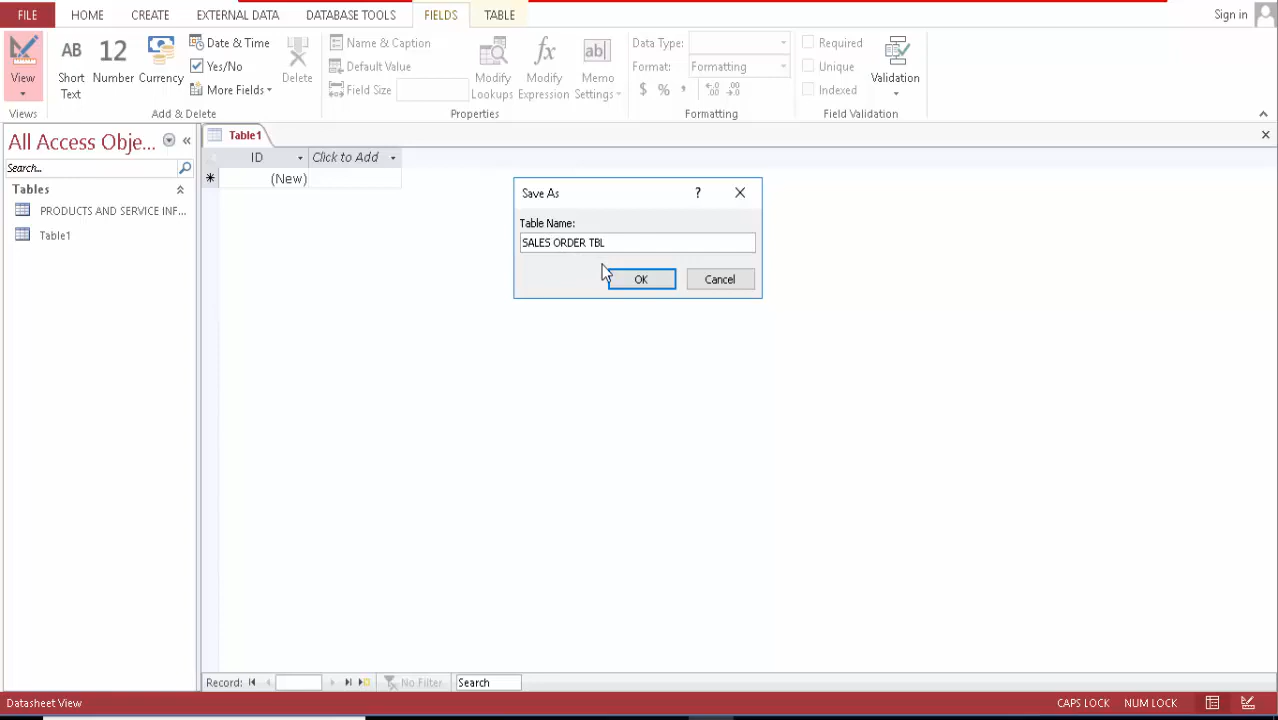 FILE HOME CREATE EXTERNAL DATA DATABASE TOOLS FIELDS TABLE Sign in
View
Short Text
AB
12
Number
Currency
Date & Time
Yes/No
More Fields
Delete
Name & Caption
Default Value
Field Size
Modify Lookups
fx
Modify Expression
ab
Memo Settings
Data Type:
Format: Formatting
$ % , .00 .00
Required
Unique
Indexed
Validation
Views Add & Delete Properties Formatting Field Validation
All Access Obje...
Search...
Tables
PRODUCTS AND SERVICE INF...
Table1
Table1
ID Click to Add
* (New)
Save As ?
Table Name:
SALES ORDER TBL
OK Cancel
Record: No Filter Search
Datasheet View CAPS LOCK NUM LOCK